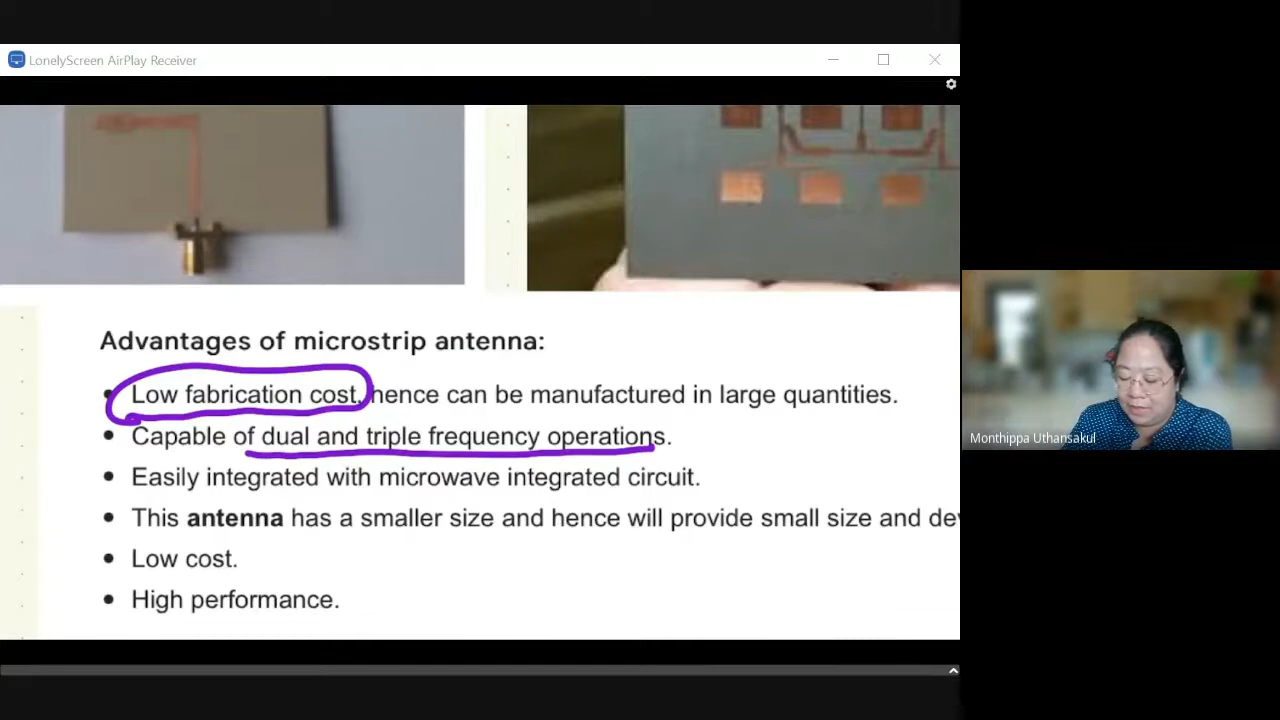 LonelyScreen AirPlay Receiver
Advantages of microstrip antenna:
• Low fabrication cost, hence can be manufactured in large quantities.
• Capable of dual and triple frequency operations.
• Easily integrated with microwave integrated circuit.
• This antenna has a smaller size and hence will provide small size and de
• Low cost.
• High performance.
Monthippa Uthansakul